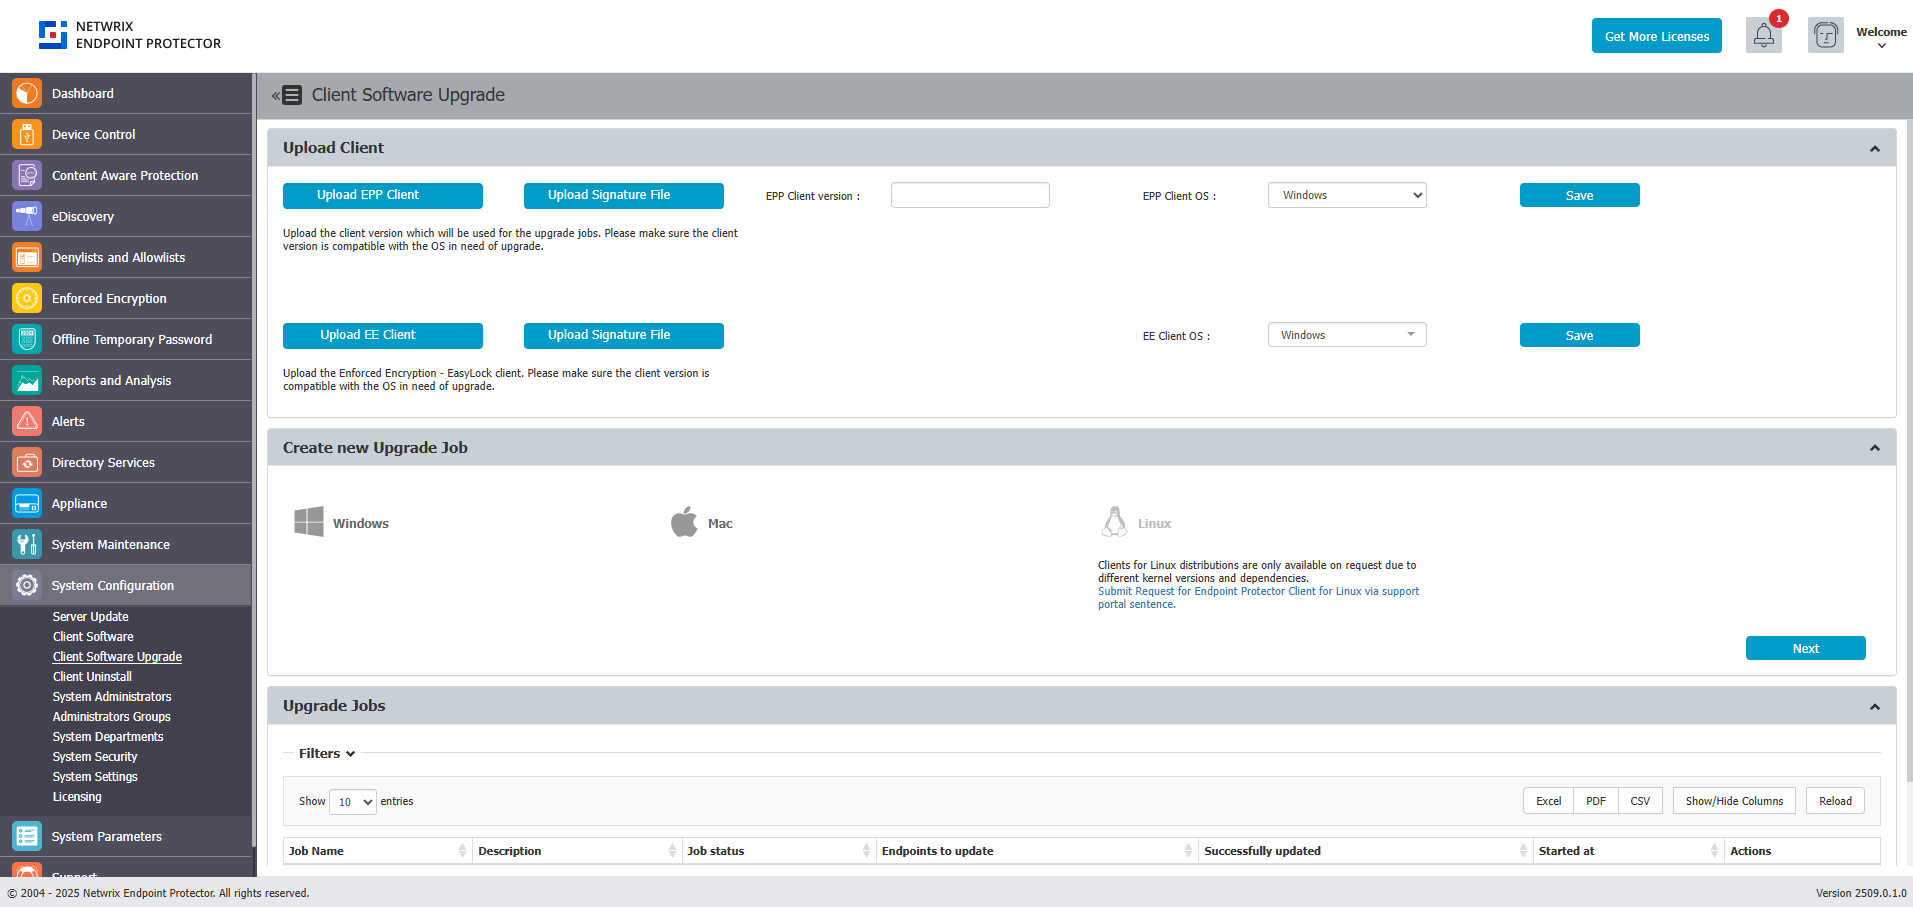 NETWRIX
ENDPOINT PROTECTOR
Get More Licenses
1
Welcome
Dashboard
Device Control
Content Aware Protection
eDiscovery
Denylists and Allowlists
Enforced Encryption
Offline Temporary Password
Reports and Analysis
Alerts
Directory Services
Appliance
System Maintenance
System Configuration
Server Update
Client Software
Client Software Upgrade
Client Uninstall
System Administrators
Administrators Groups
System Departments
System Security
System Settings
Licensing
System Parameters
Support
Client Software Upgrade
Upload Client
Upload EPP Client
Upload Signature File
EPP Client version :
EPP Client OS :
Windows
Save
Upload the client version which will be used for the upgrade jobs. Please make sure the client
version is compatible with the OS in need of upgrade.
Upload EE Client
Upload Signature File
EE Client OS :
Windows
Save
Upload the Enforced Encryption - EasyLock client. Please make sure the client version is
compatible with the OS in need of upgrade.
Create new Upgrade Job
Windows
Mac
Linux
Clients for Linux distributions are only available on request due to
different kernel versions and dependencies.
Submit Request for Endpoint Protector Client for Linux via support
portal sentence.
Next
Upgrade Jobs
Filters
Show 10 entries
Excel
PDF
CSV
Show/Hide Columns
Reload
Job Name
Description
Job status
Endpoints to update
Successfully updated
Started at
Actions
© 2004 - 2025 Netwrix Endpoint Protector. All rights reserved.
Version 2509.0.1.0